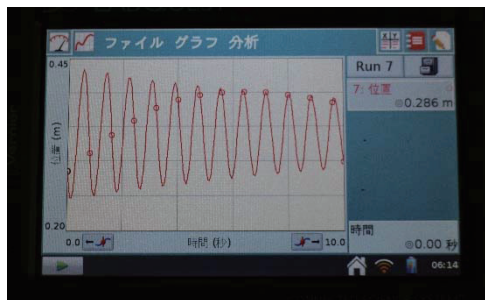 ファイル グラフ 分析
Run 7
7: 位置
0.286 m
0.45
位置 (m)
0.20
0.0
時間 (秒)
10.0
時間
0.00 秒
06:14